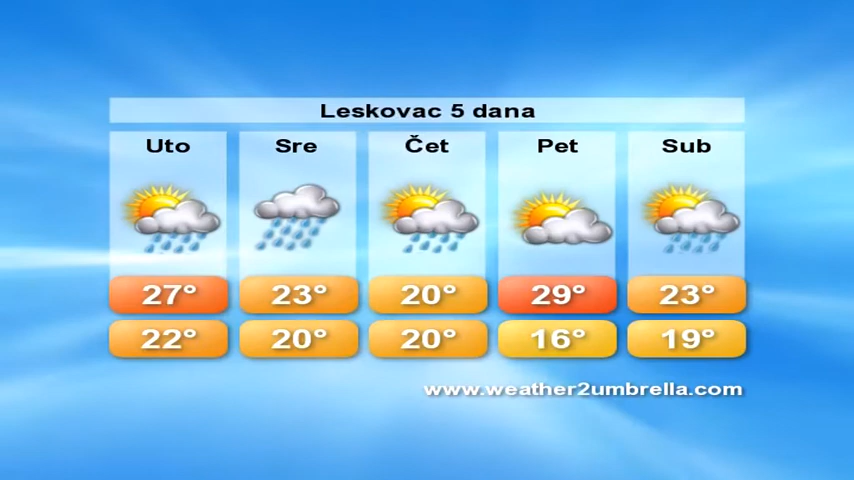 Leskovac 5 dana
Uto Sre Čet Pet Sub
27° 23° 20° 29° 23°
22° 20° 20° 16° 19°
www.weather2umbrella.com